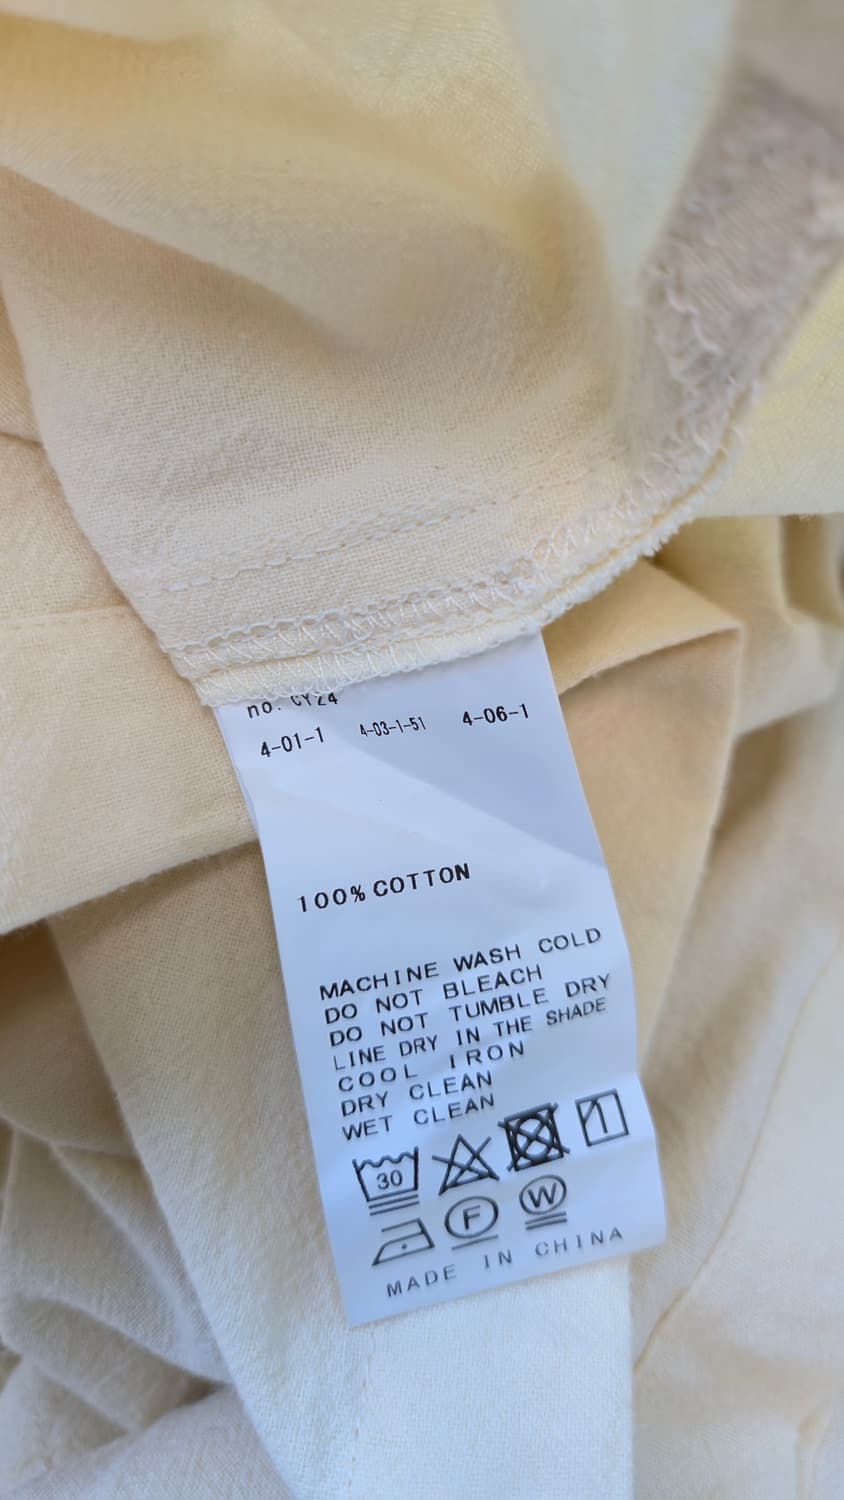 no. CY24
4-01-1 4-03-1-51 4-06-1
100% COTTON
MACHINE WASH COLD
DO NOT BLEACH
DO NOT TUMBLE DRY
LINE DRY IN THE SHADE
COOL IRON
DRY CLEAN
WET CLEAN
30
F W
MADE IN CHINA